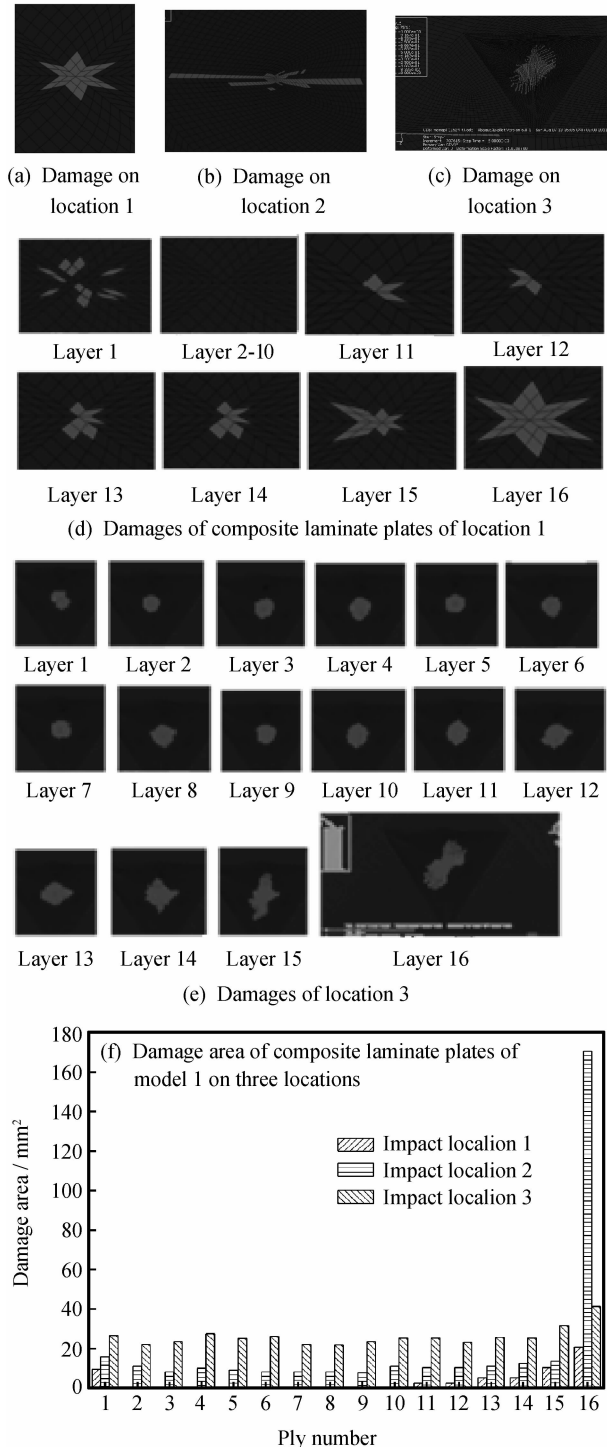 (a) Damage on
location 1
(b) Damage on
location 2
(c) Damage on
location 3
Layer 1
Layer 2-10
Layer 11
Layer 12
Layer 13
Layer 14
Layer 15
Layer 16
(d) Damages of composite laminate plates of location 1
Layer 1
Layer 2
Layer 3
Layer 4
Layer 5
Layer 6
Layer 7
Layer 8
Layer 9
Layer 10
Layer 11
Layer 12
Layer 13
Layer 14
Layer 15
Layer 16
(e) Damages of location 3
(f) Damage area of composite laminate plates of
model 1 on three locations
Impact localion 1
Impact localion 2
Impact localion 3
Damage area / mm²
180
160
140
120
100
80
60
40
20
0
1 2 3 4 5 6 7 8 9 10 11 12 13 14 15 16
Ply number